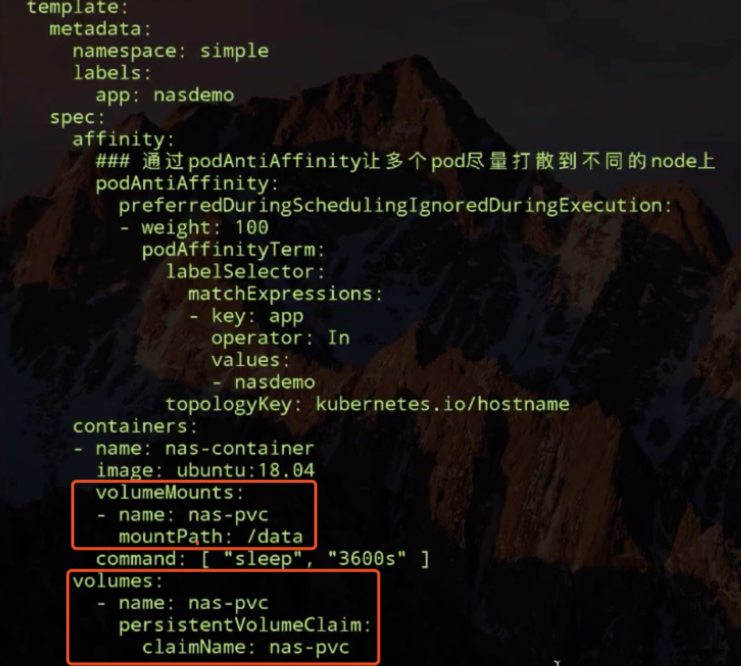 template:
  metadata:
    namespace: simple
    labels:
      app: nasdemo
  spec:
    affinity:
      ### 通过podAntiAffinity让多个pod尽量打散到不同的node上
      podAntiAffinity:
        preferredDuringSchedulingIgnoredDuringExecution:
        - weight: 100
          podAffinityTerm:
            labelSelector:
              matchExpressions:
              - key: app
                operator: In
                values:
                - nasdemo
            topologyKey: kubernetes.io/hostname
    containers:
    - name: nas-container
      image: ubuntu:18.04
      volumeMounts:
      - name: nas-pvc
        mountPath: /data
      command: [ "sleep", "3600s" ]
    volumes:
      - name: nas-pvc
        persistentVolumeClaim:
          claimName: nas-pvc